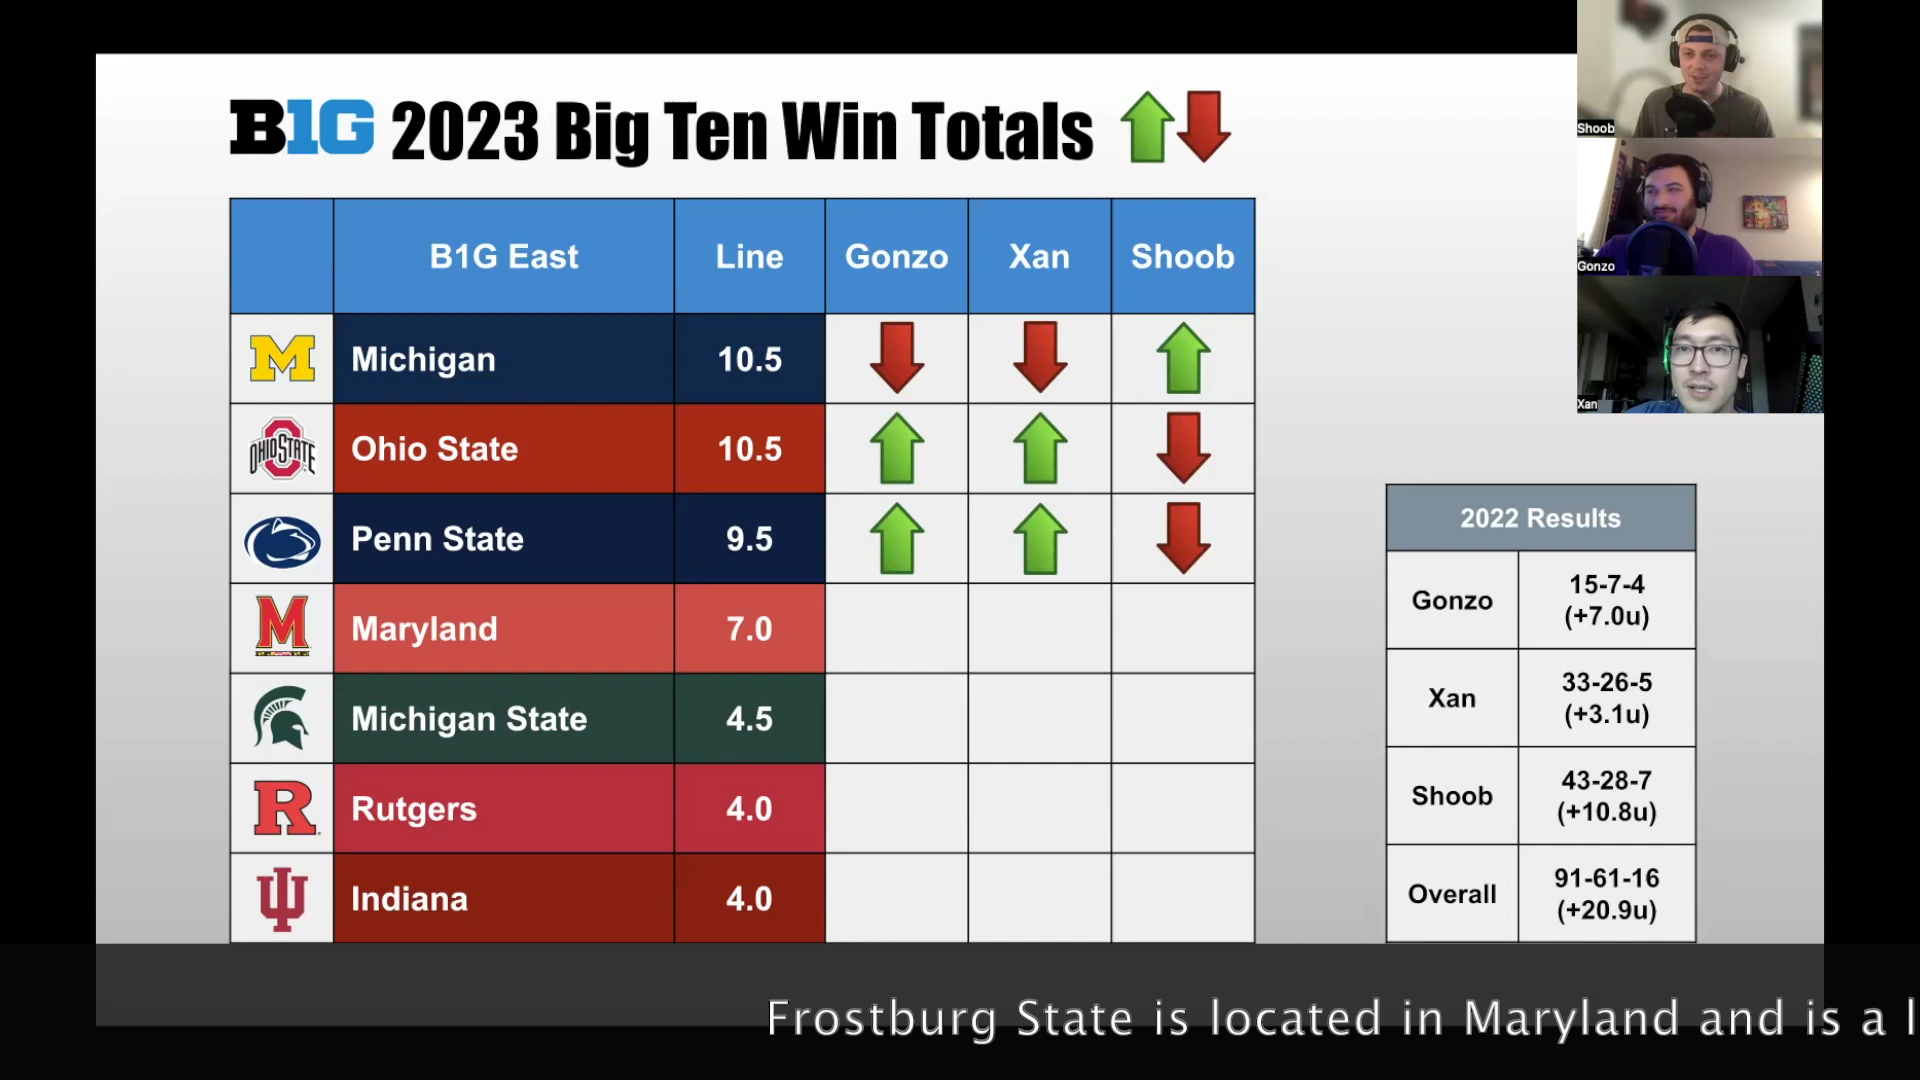 B1G 2023 Big Ten Win Totals
B1G East Line Gonzo Xan Shoob
M Michigan 10.5
OHIO STATE Ohio State 10.5
Penn State 9.5
M Maryland 7.0
Michigan State 4.5
R Rutgers 4.0
Indiana 4.0
Shoob
Gonzo
Xan
2022 Results
Gonzo 15-7-4
(+7.0u)
Xan 33-26-5
(+3.1u)
Shoob 43-28-7
(+10.8u)
Overall 91-61-16
(+20.9u)
Frostburg State is located in Maryland and is a l